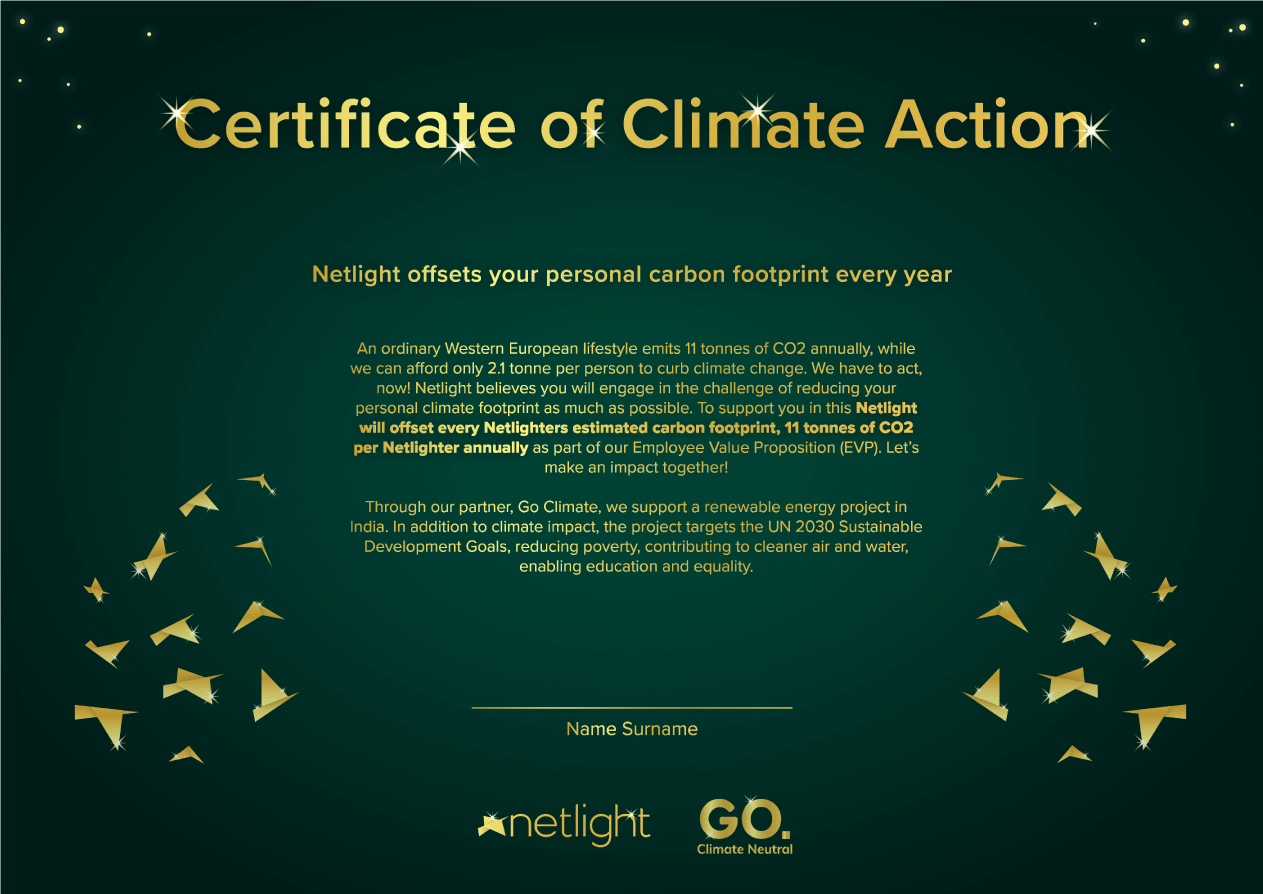 Certificate of Climate Action
Netlight offsets your personal carbon footprint every year
An ordinary Western European lifestyle emits 11 tonnes of CO2 annually, while
we can afford only 2.1 tonne per person to curb climate change. We have to act,
now! Netlight believes you will engage in the challenge of reducing your
personal climate footprint as much as possible. To support you in this Netlight
will offset every Netlighters estimated carbon footprint, 11 tonnes of CO2
per Netlighter annually as part of our Employee Value Proposition (EVP). Let's
make an impact together!
Through our partner, Go Climate, we support a renewable energy project in
India. In addition to climate impact, the project targets the UN 2030 Sustainable
Development Goals, reducing poverty, contributing to cleaner air and water,
enabling education and equality.
Name Surname
netlight
GO.
Climate Neutral